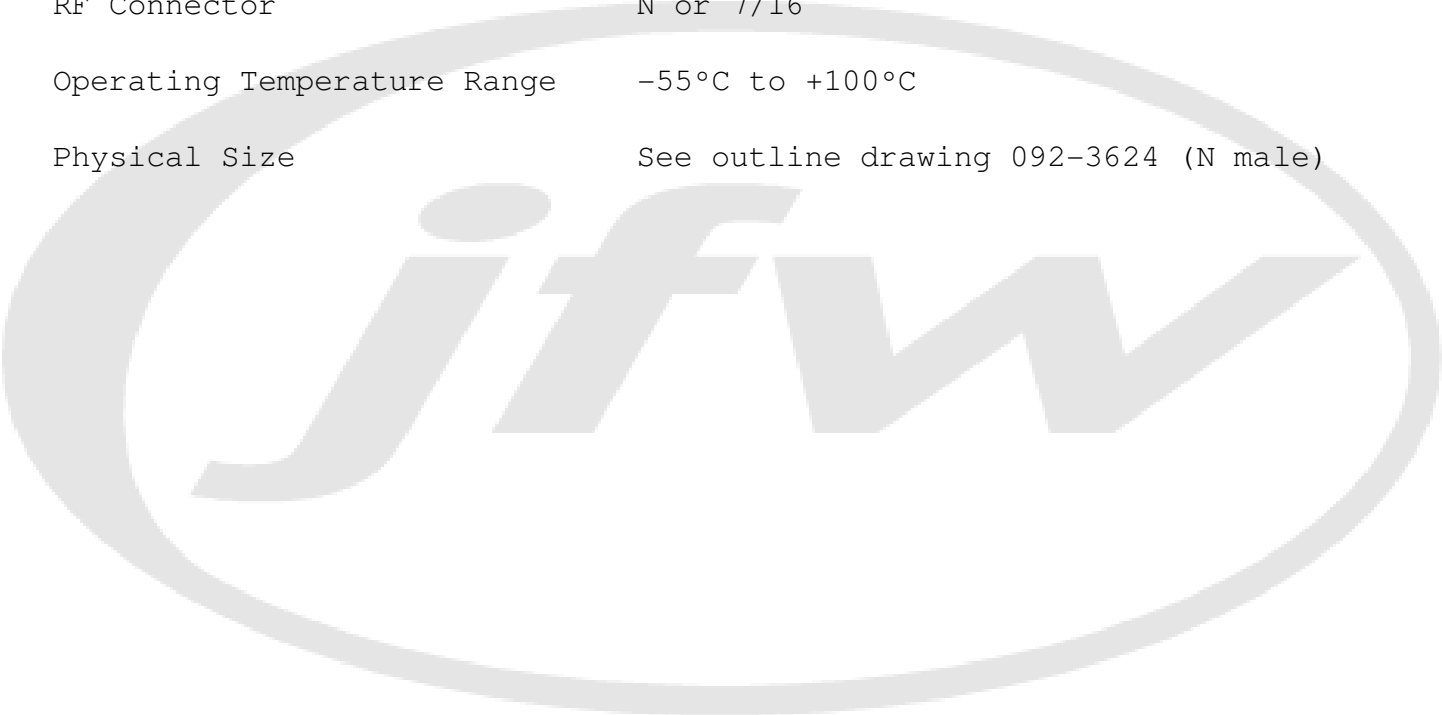 RF Connector N or 7/16
Operating Temperature Range -55°C to +100°C
Physical Size See outline drawing 092-3624 (N male)
jfw